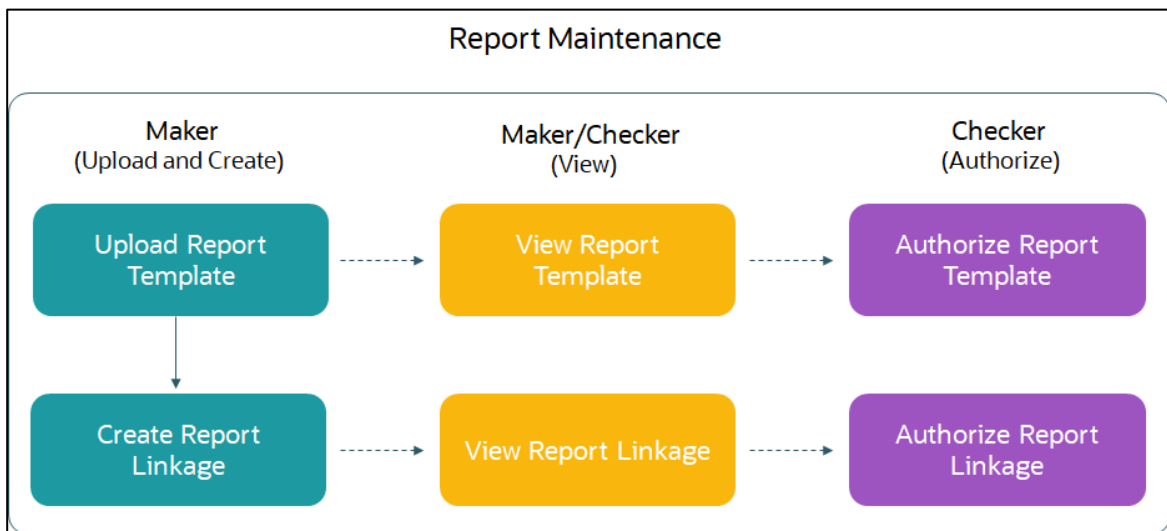 Report Maintenance
Maker
(Upload and Create)
Maker/Checker
(View)
Checker
(Authorize)
Upload Report
Template
View Report
Template
Authorize Report
Template
Create Report
Linkage
View Report Linkage
Authorize Report
Linkage